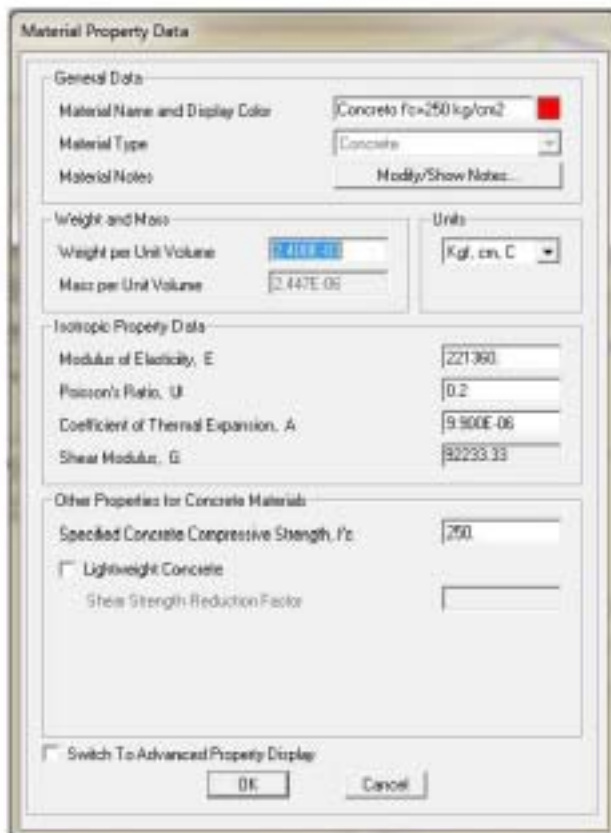 Material Property Data
General Data
Material Name and Display Color Concreto f'c=250 kg/cm2
Material Type Concrete
Material Notes Modify/Show Notes...
Weight and Mass
Units
Weight per Unit Volume
Kgf, cm, C
Mass per Unit Volume 2.447E-06
Isotropic Property Data
Modulus of Elasticity, E 221360.
Poisson's Ratio, U 0.2
Coefficient of Thermal Expansion, A 9.900E-06
Shear Modulus, G 92233.33
Other Properties for Concrete Materials
Specified Concrete Compressive Strength, f'c 250.
Lightweight Concrete
Shear Strength Reduction Factor
Switch To Advanced Property Display
OK Cancel